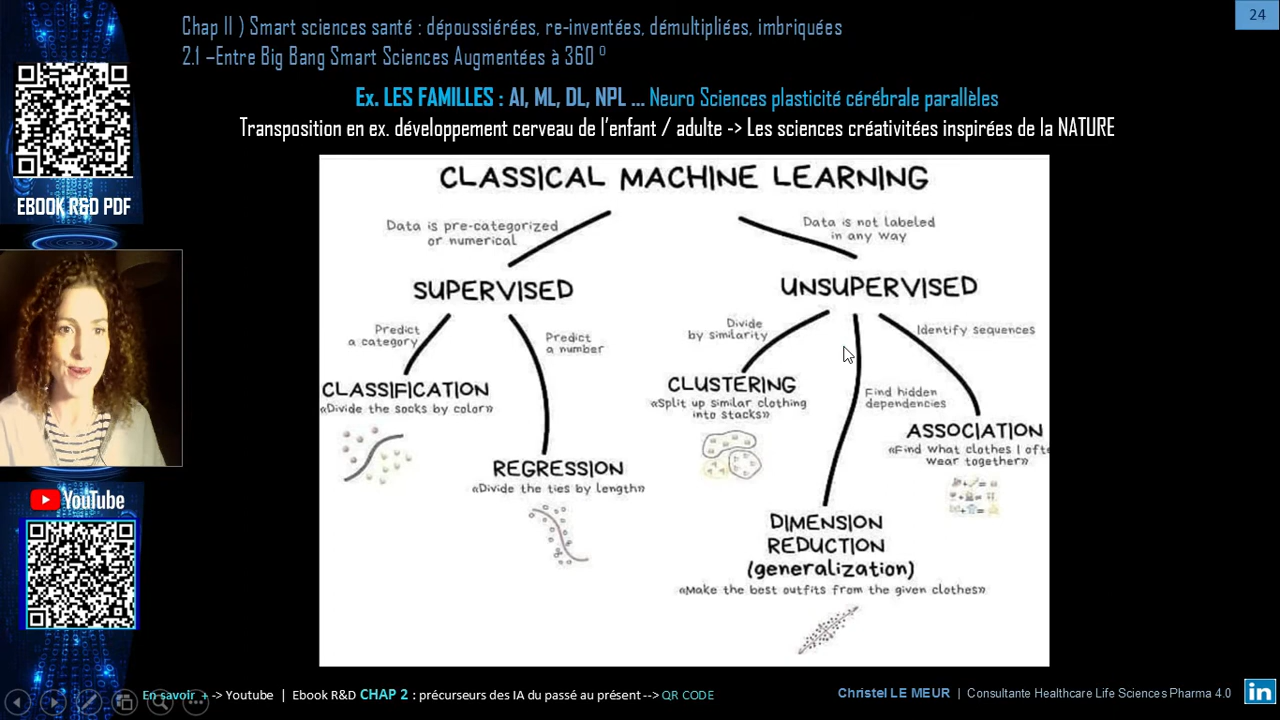 Chap II ) Smart sciences santé : dépoussiérées, re-inventées, démultipliées, imbriquées
24
2.1 –Entre Big Bang Smart Sciences Augmentées à 360 °
Ex. LES FAMILLES : AI, ML, DL, NPL ... Neuro Sciences plasticité cérébrale parallèles
Transposition en ex. développement cerveau de l'enfant / adulte -> Les sciences créativitées inspirées de la NATURE
EBOOK R&D PDF
YouTube
CLASSICAL MACHINE LEARNING
Data is pre-categorized
or numerical
Data is not labeled
in any way
SUPERVISED
UNSUPERVISED
Predict
a category
Predict
a number
Divide
by similarity
Identify sequences
Find hidden
dependencies
CLASSIFICATION
«Divide the socks by color»
REGRESSION
«Divide the ties by length»
CLUSTERING
«Split up similar clothing
into stacks»
ASSOCIATION
«Find what clothes I ofte
wear together»
DIMENSION
REDUCTION
(generalization)
«Make the best outfits from the given clothes»
En savoir + -> Youtube | Ebook R&D CHAP 2 : précurseurs des IA du passé au présent --> QR CODE
Christel LE MEUR | Consultante Healthcare Life Sciences Pharma 4.0
in